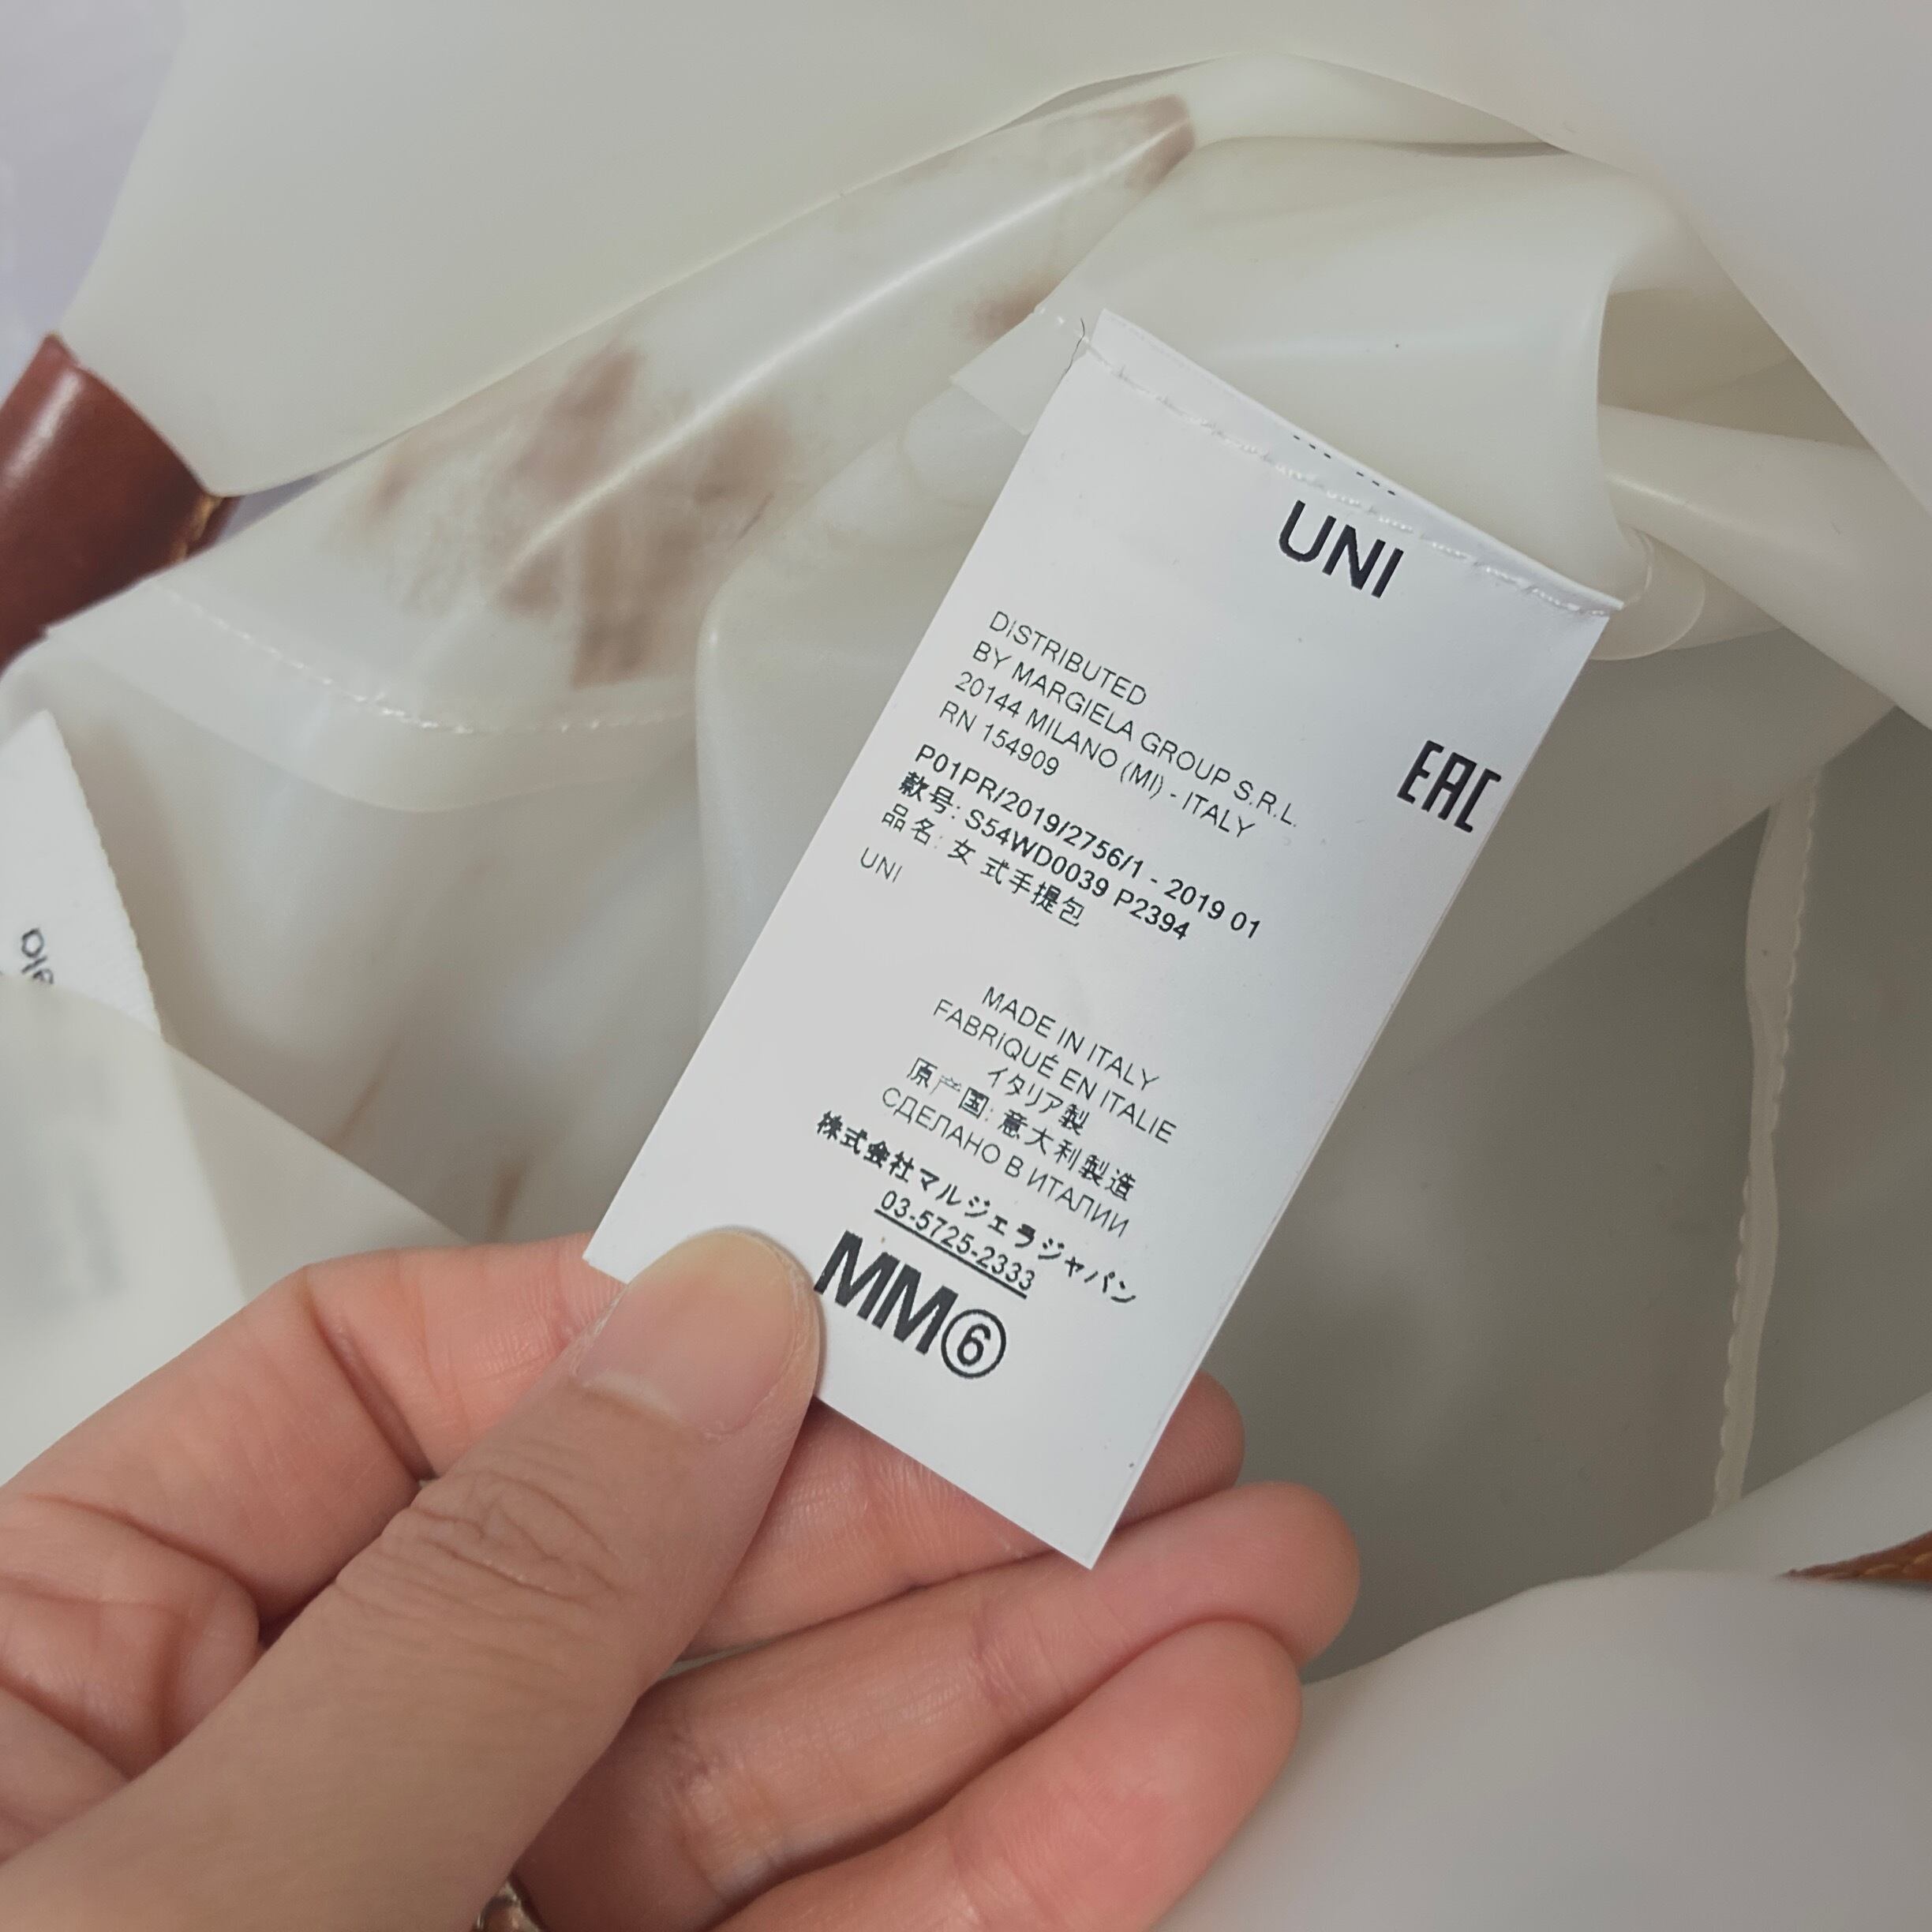 UNI
DISTRIBUTED
BY MARGIELA GROUP S.R.L.
20144 MILANO (MI) - ITALY
RN 154909
EAC
P01PR/2019/2756/1 - 2019 01
款号: S54WD0039 P2394
品名: 女 式手提包
UNI
MADE IN ITALY
FABRIQUÉ EN ITALIE
イタリア製
原产国: 意大利製造
СДЕЛАНО В ИТАЛИИ
株式会社マルジェラジャパン
03-5725-2333
MM⑥